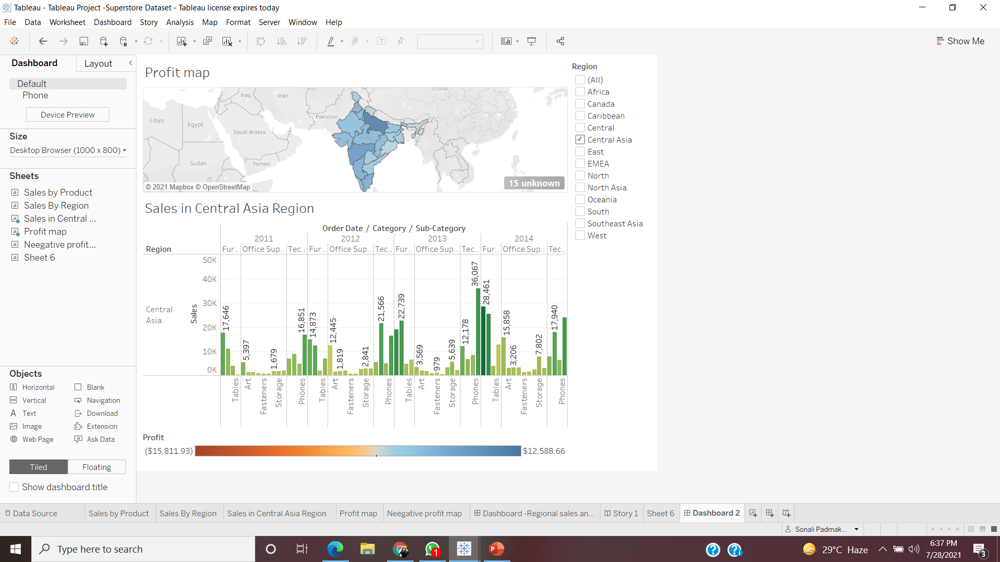 Tableau - Tableau Project -Superstore Dataset - Tableau license expires today
File Data Worksheet Dashboard Story Analysis Map Format Server Window Help
Show Me
Dashboard Layout
Default
Phone
Device Preview
Size
Desktop Browser (1000 x 800)
Sheets
Sales by Product
Sales By Region
Sales in Central ...
Profit map
Neegative profit...
Sheet 6
Objects
Horizontal Blank
Vertical Navigation
Text Download
Image Extension
Web Page Ask Data
Tiled Floating
Show dashboard title
Profit map
Libya
Egypt
Sudan
Iraq
Iran
Saudi Arabia
Yemen
Pakistan
India
China
© 2021 Mapbox © OpenStreetMap
15 unknown
Region
(All)
Africa
Canada
Caribbean
Central
Central Asia
East
EMEA
North
North Asia
Oceania
South
Southeast Asia
West
Sales in Central Asia Region
Order Date / Category / Sub-Category
2011 2012 2013 2014
Region Fur.. Office Sup.. Tec.. Fur.. Office Sup.. Tec.. Fur.. Office Sup.. Tec.. Fur.. Office Sup.. Tec..
Central
Asia
Sales
50K
40K
30K
20K
10K
0K
17,646 5,397 1,679 16,851 14,873 12,445 1,819 2,841 21,566 22,739 3,569 979 5,639 12,178 36,067 28,461 15,858 3,206 7,802 17,940
Tables Art Fasteners Storage Phones Tables Art Fasteners Storage Phones Tables Art Fasteners Storage Phones Tables Art Fasteners Storage Phones
Profit
($15,811.93) $12,588.66
Data Source Sales by Product Sales By Region Sales in Central Asia Region Profit map Neegative profit map Dashboard -Regional sales an... Story 1 Sheet 6 Dashboard 2
Sonali Padmak...
Type here to search
1
29°C Haze
6:37 PM
7/28/2021
3